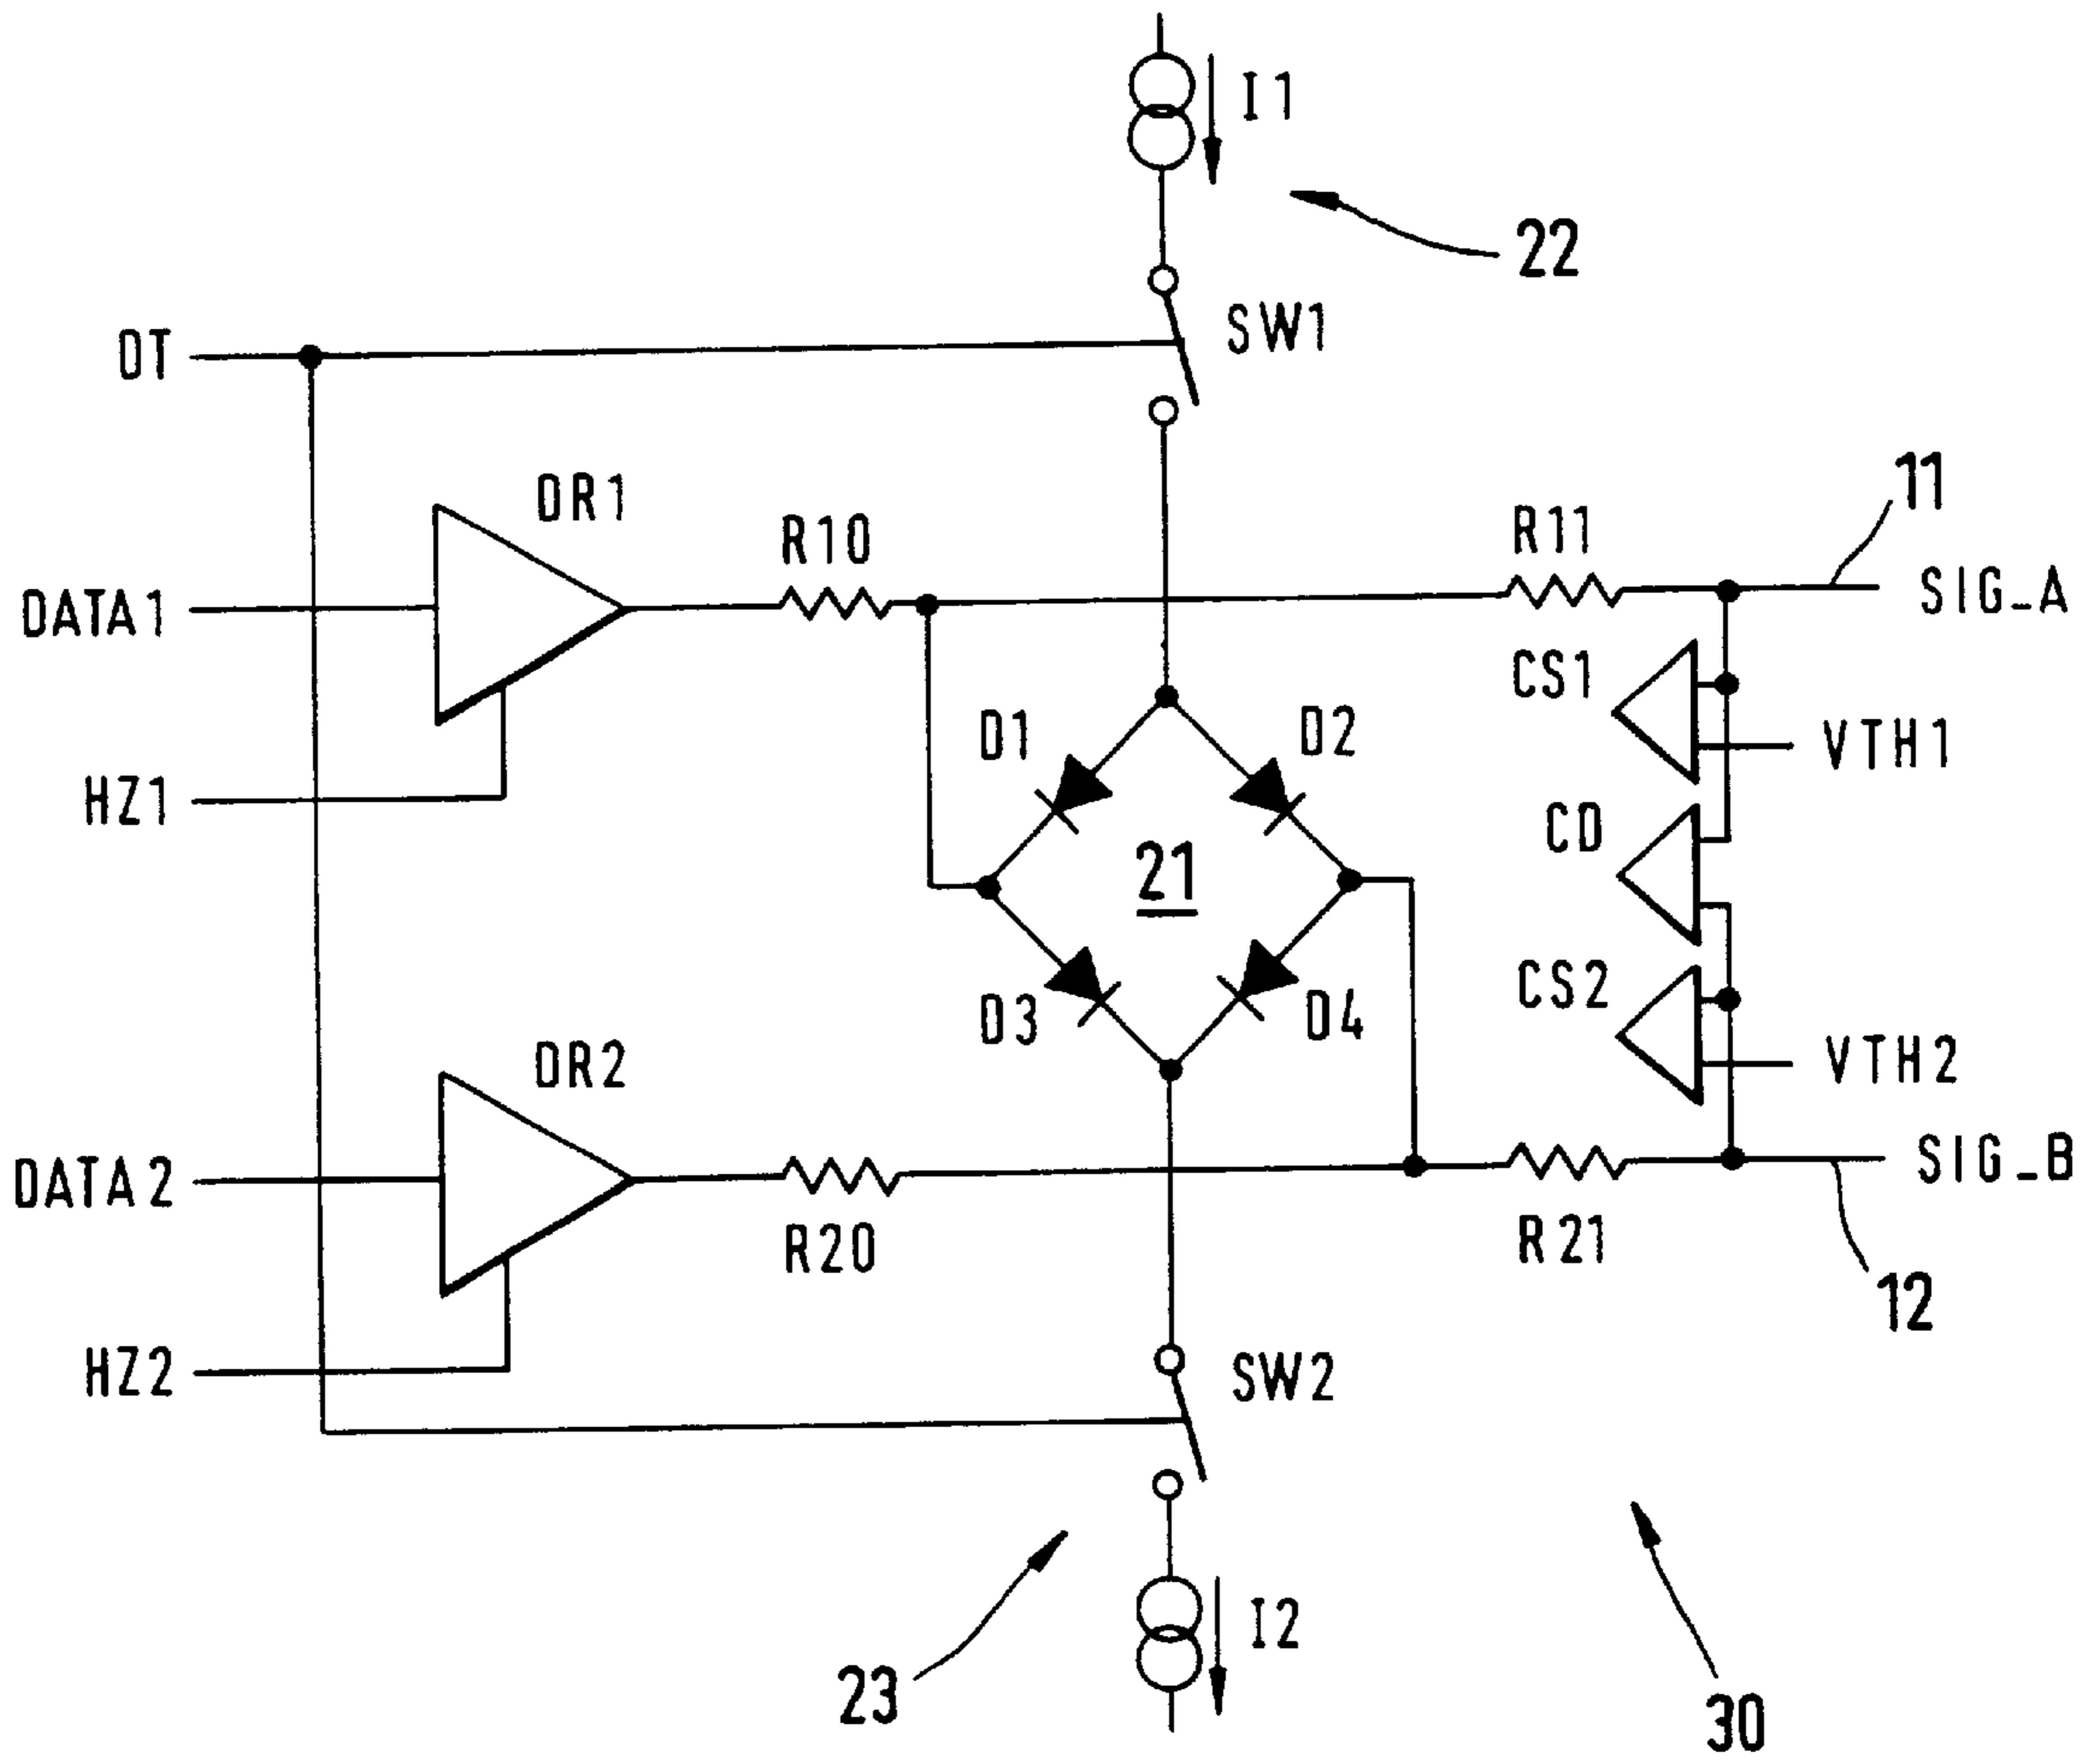 I1
22
SW1
DT
11
DR1
R10
R11
DATA1
SIG_A
CS1
D1
D2
VTH1
HZ1
CD
21
CS2
D3
D4
DR2
VTH2
DATA2
SIG_B
R20
R21
12
HZ2
SW2
I2
23
30